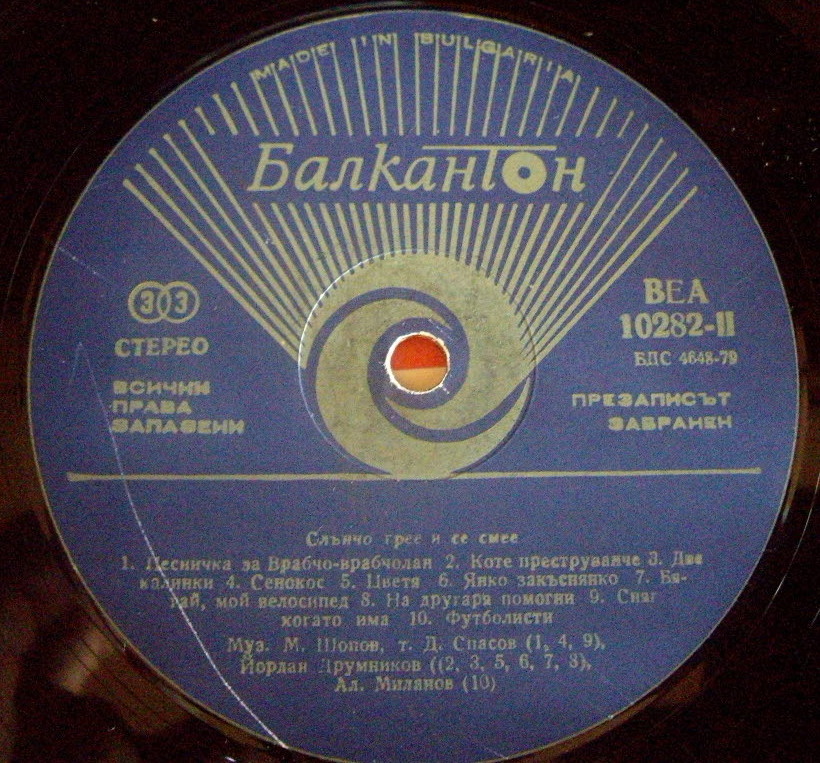 MADE IN BULGARIA
Балкантон
33
СТЕРЕО
ВСИЧКИ
ПРАВА
ЗАПАЗЕНИ
ВЕА
10282-II
БДС 4648-79
ПРЕЗАПИСЪТ
ЗАБРАНЕН
Слънчо грее и се смее
1. Песничка за Врабчо-врабчолан 2. Коте преструванче 3. Две
калинки 4. Сенокос 5. Цветя 6. Янко закъснянко 7. Бя-
гай, мой велосипед 8. На другаря помогни 9. Сняг
когато има 10. Футболисти
Муз. М. Шопов, т. Д. Спасов (1, 4, 9),
Йордан Друмников ((2, 3, 5, 6, 7, 8),
Ал. Миланов (10)